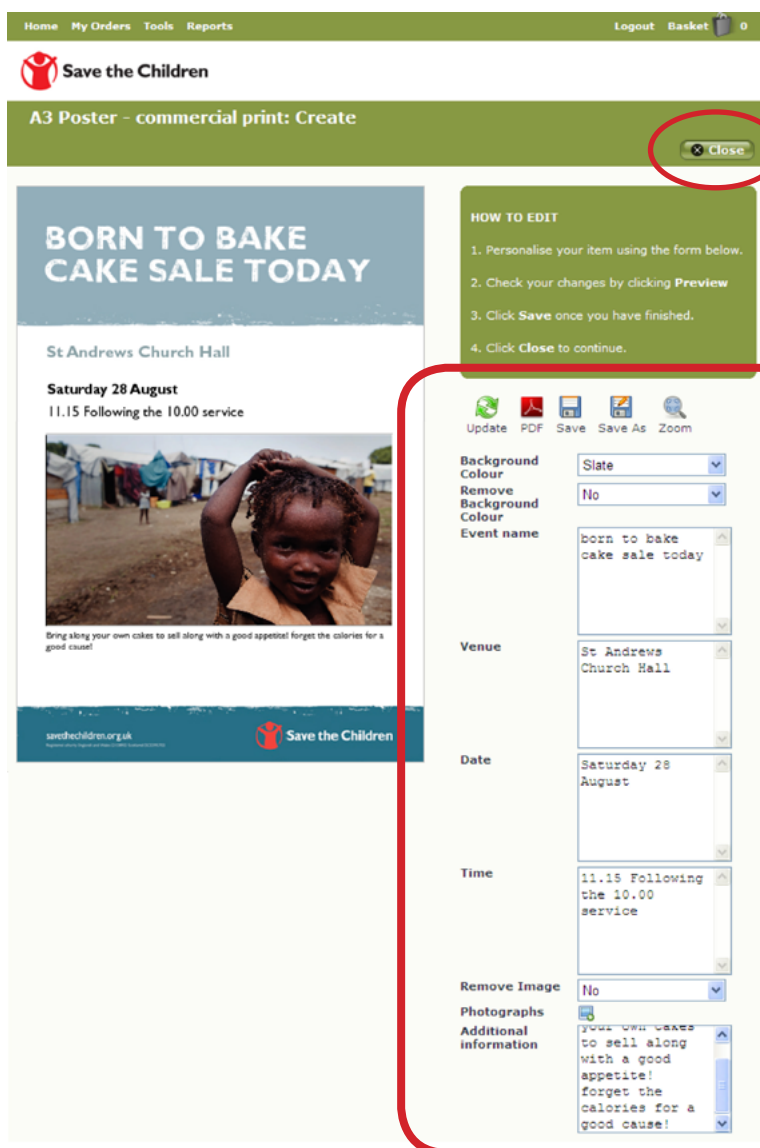 Home My Orders Tools Reports
Logout Basket 0
Save the Children
A3 Poster - commercial print: Create
Close
BORN TO BAKE
CAKE SALE TODAY
St Andrews Church Hall
Saturday 28 August
11.15 Following the 10.00 service
Bring along your own cakes to sell along with a good appetite! forget the calories for a
good cause!
savethechildren.org.uk
Save the Children
HOW TO EDIT
1. Personalise your item using the form below.
2. Check your changes by clicking Preview
3. Click Save once you have finished.
4. Click Close to continue.
Update PDF Save Save As Zoom
Background
Colour
Slate
Remove
Background
Colour
No
Event name
born to bake
cake sale today
Venue
St Andrews
Church Hall
Date
Saturday 28
August
Time
11.15 Following
the 10.00
service
Remove Image
No
Photographs
Additional
information
your own cakes
to sell along
with a good
appetite!
forget the
calories for a
good cause!